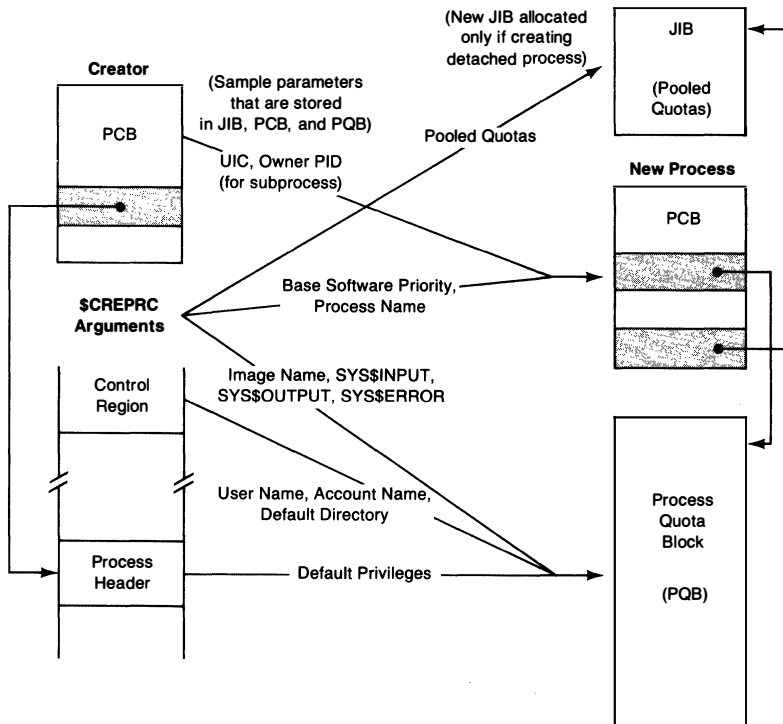 (New JIB allocated
only if creating
detached process)
JIB
(Pooled
Quotas)
Creator
(Sample parameters
that are stored
in JIB, PCB, and PQB)
PCB
Pooled Quotas
UIC, Owner PID
(for subprocess)
New Process
PCB
Base Software Priority,
Process Name
$CREPRC
Arguments
Image Name, SYS$INPUT,
SYS$OUTPUT, SYS$ERROR
Control
Region
User Name, Account Name,
Default Directory
Process
Quota
Block
(PQB)
Process
Header
Default Privileges